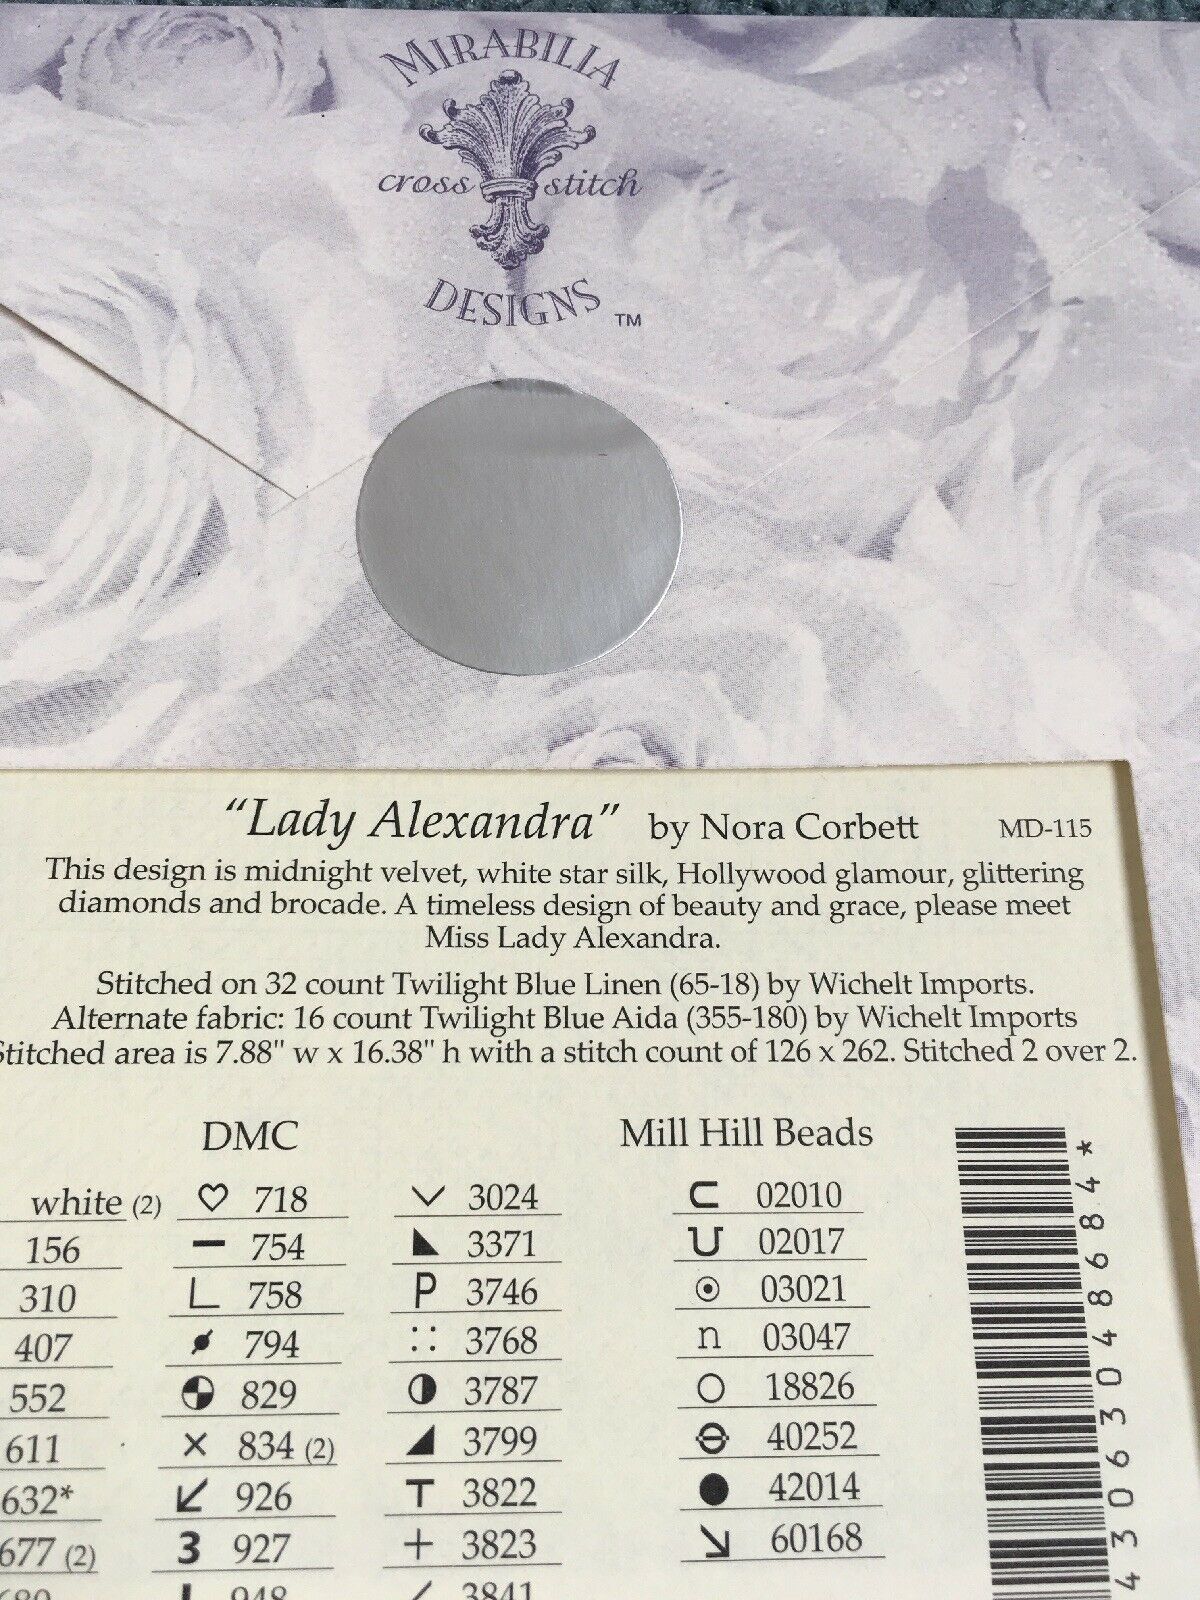 MIRABILIA
cross stitch
DESIGNS ™
"Lady Alexandra" by Nora Corbett MD-115
This design is midnight velvet, white star silk, Hollywood glamour, glittering
diamonds and brocade. A timeless design of beauty and grace, please meet
Miss Lady Alexandra.
Stitched on 32 count Twilight Blue Linen (65-18) by Wichelt Imports.
Alternate fabric: 16 count Twilight Blue Aida (355-180) by Wichelt Imports
Stitched area is 7.88" w x 16.38" h with a stitch count of 126 x 262. Stitched 2 over 2.
DMC
white (2)
156
310
407
552
611
632*
677 (2)
718
754
L 758
794
829
× 834 (2)
926
3 927
948
3024
3371
P 3746
:: 3768
3787
3799
T 3822
+ 3823
3841
Mill Hill Beads
02010
02017
03021
n 03047
18826
40252
42014
60168
43063048684*